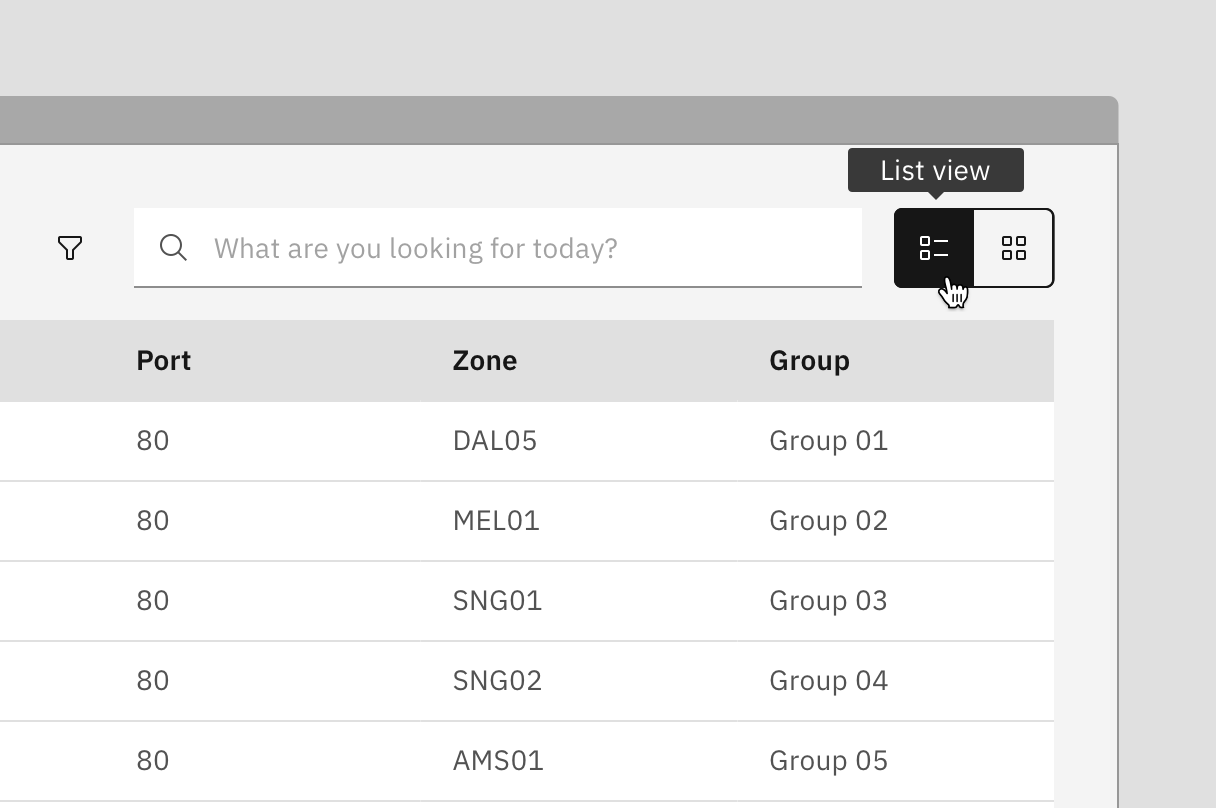 List view
What are you looking for today?
Port Zone Group
80 DAL05 Group 01
80 MEL01 Group 02
80 SNG01 Group 03
80 SNG02 Group 04
80 AMS01 Group 05